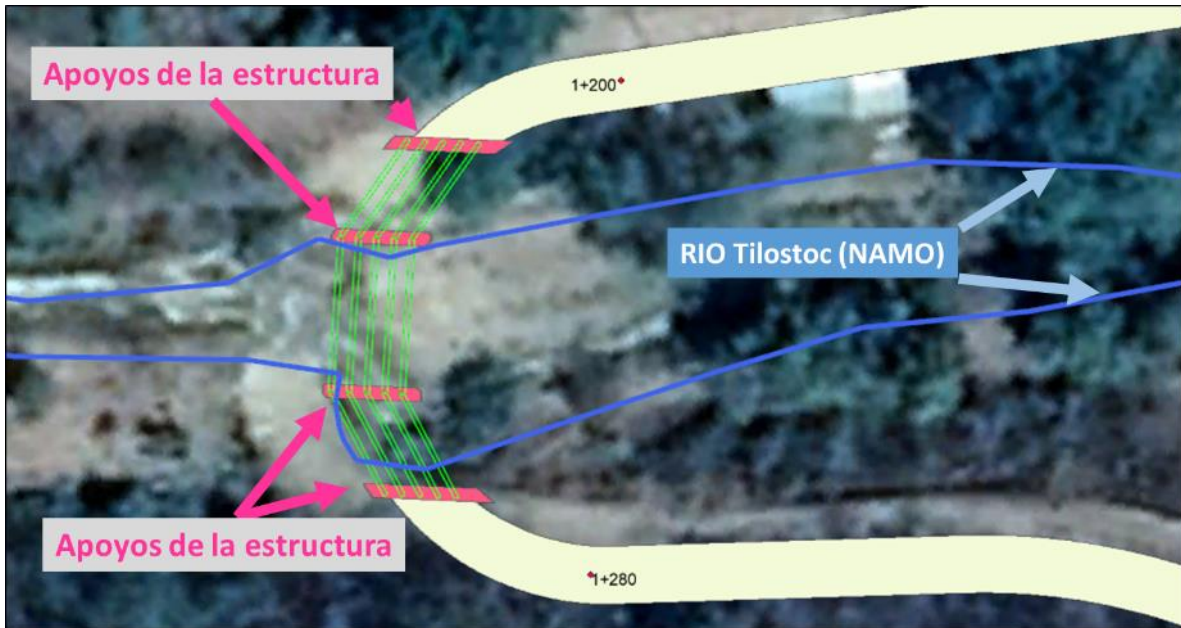 Apoyos de la estructura
1+200
RIO Tilostoc (NAMO)
Apoyos de la estructura
1+280